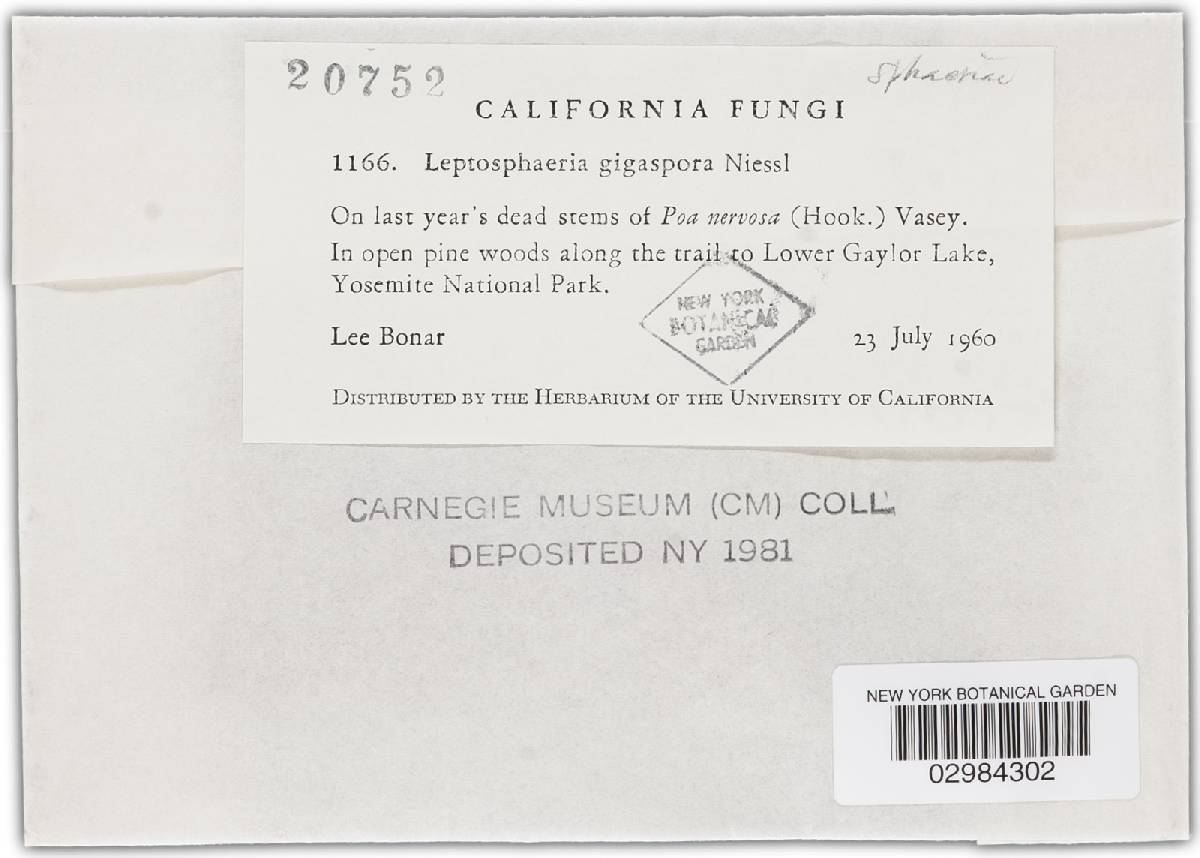 20752
CALIFORNIA FUNGI
1166. Leptosphaeria gigaspora Niessl
On last year's dead stems of Poa nervosa (Hook.) Vasey.
In open pine woods along the trail to Lower Gaylor Lake,
Yosemite National Park.
NEW YORK
BOTANICAL
GARDEN
Lee Bonar 23 July 1960
DISTRIBUTED BY THE HERBARIUM OF THE UNIVERSITY OF CALIFORNIA
CARNEGIE MUSEUM (CM) COLL.
DEPOSITED NY 1981
NEW YORK BOTANICAL GARDEN
02984302